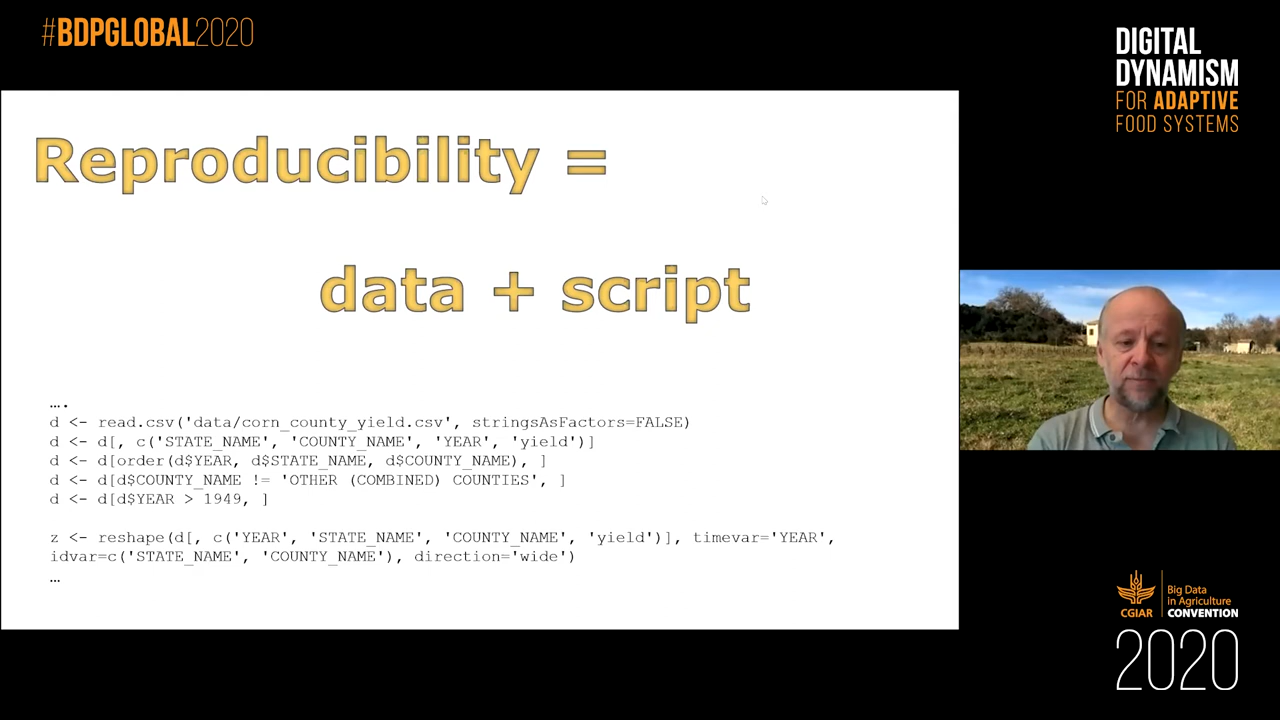 #BDPGLOBAL2020
DIGITAL
DYNAMISM
FOR ADAPTIVE
FOOD SYSTEMS
Reproducibility =
data + script
….
d <- read.csv('data/corn_county_yield.csv', stringsAsFactors=FALSE)
d <- d[, c('STATE_NAME', 'COUNTY_NAME', 'YEAR', 'yield')]
d <- d[order(d$YEAR, d$STATE_NAME, d$COUNTY_NAME), ]
d <- d[d$COUNTY_NAME != 'OTHER (COMBINED) COUNTIES', ]
d <- d[d$YEAR > 1949, ]
z <- reshape(d[, c('YEAR', 'STATE_NAME', 'COUNTY_NAME', 'yield')], timevar='YEAR',
idvar=c('STATE_NAME', 'COUNTY_NAME'), direction='wide')
…
CGIAR
Big Data
in Agriculture
CONVENTION
2020